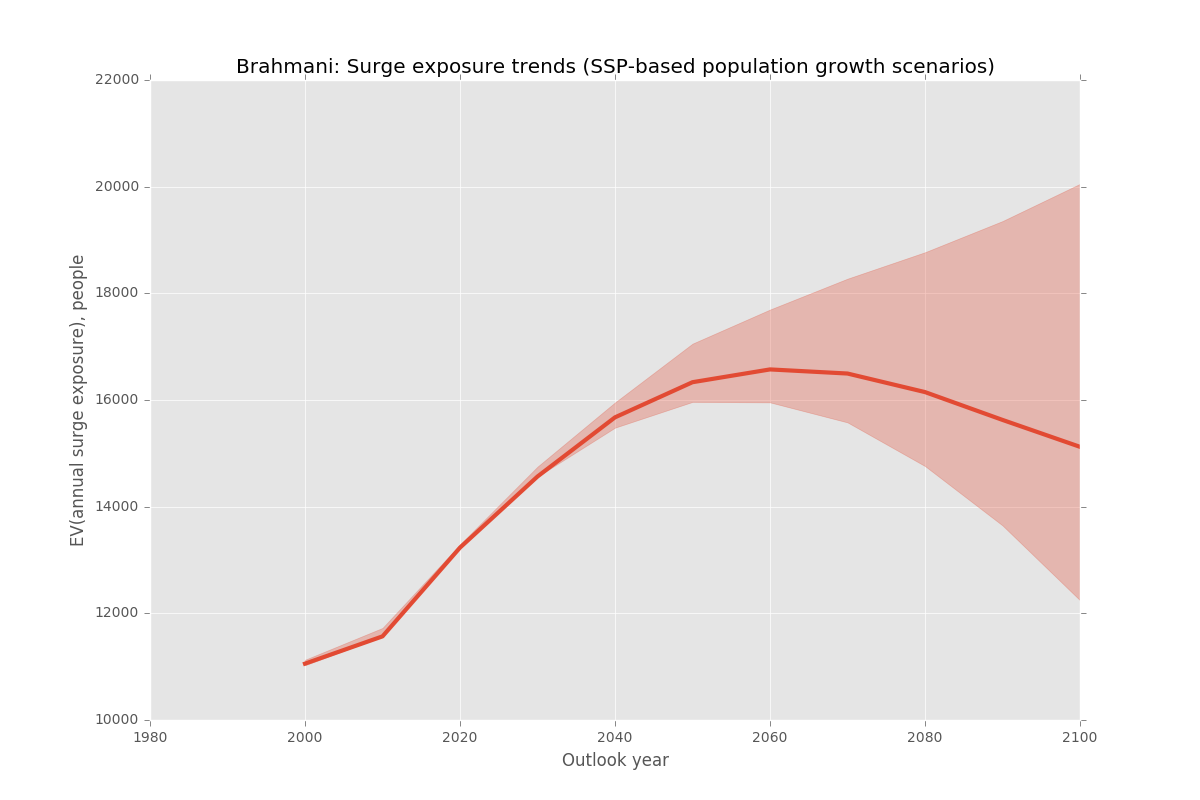 Brahmani: Surge exposure trends (SSP-based population growth scenarios)
22000
20000
18000
16000
14000
12000
10000
EV(annual surge exposure), people
1980 2000 2020 2040 2060 2080 2100
Outlook year